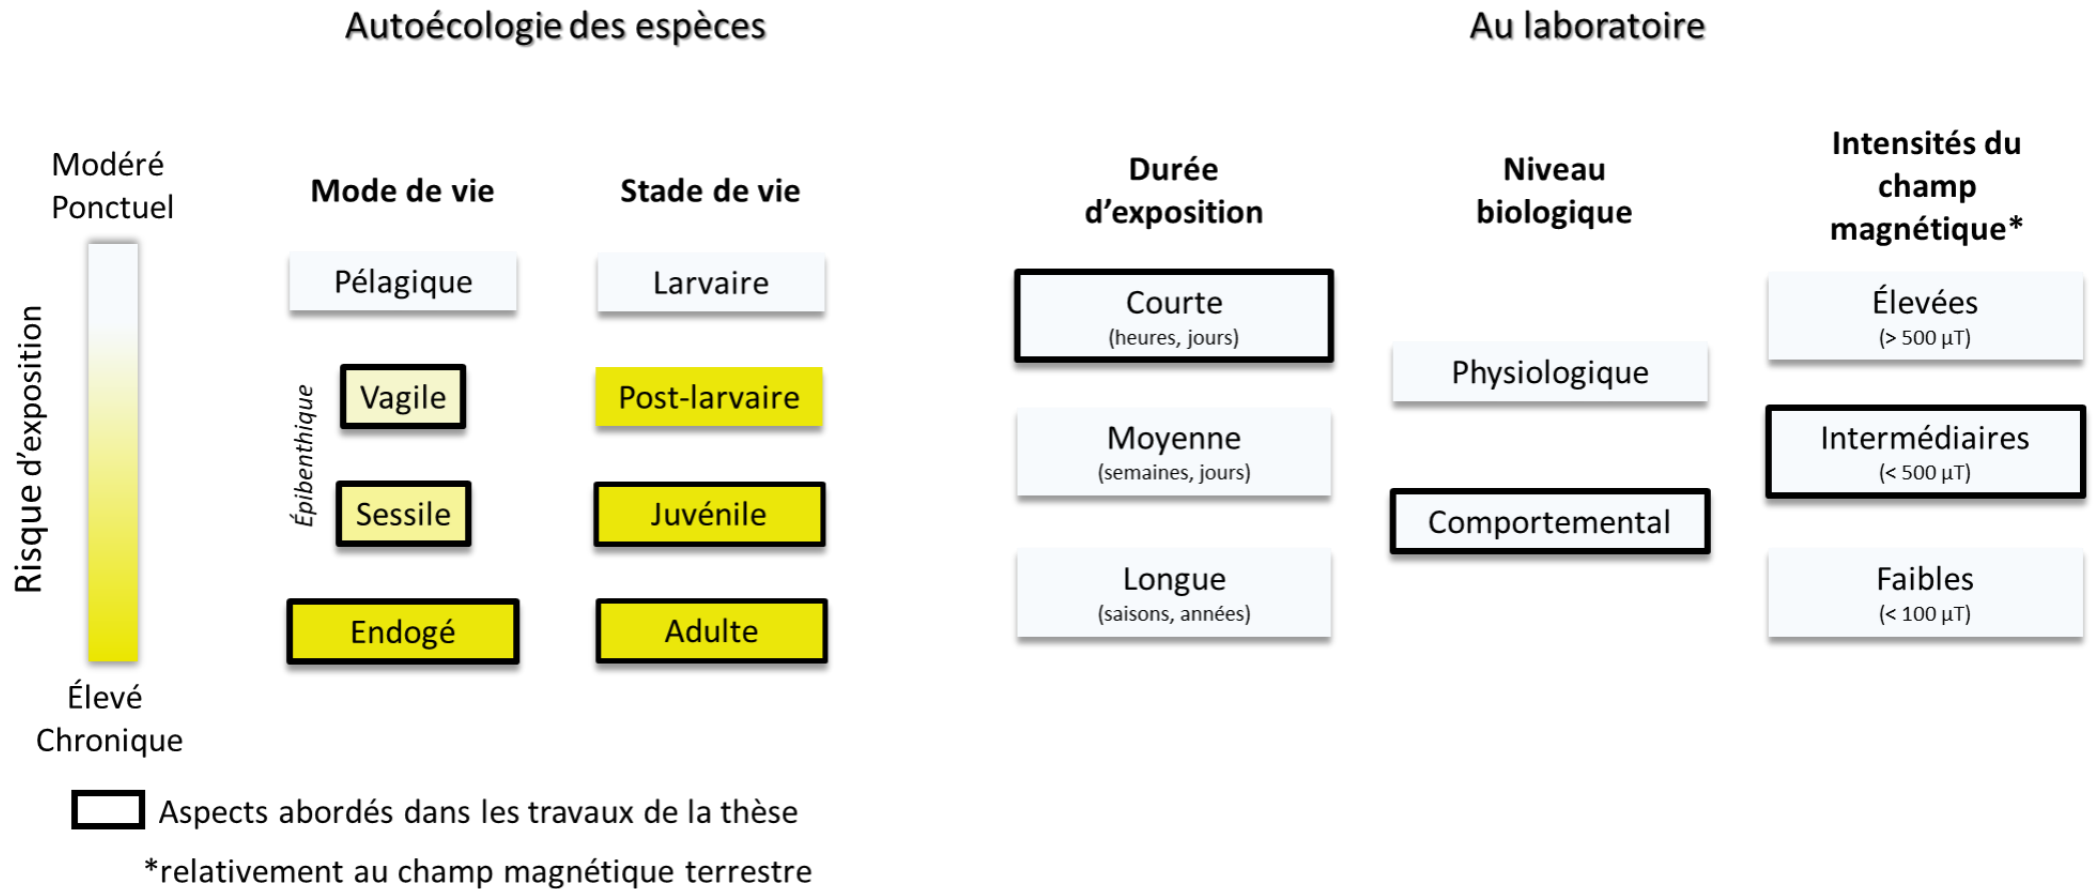 Autoécologie des espèces
Au laboratoire
Modéré
Ponctuel
Risque d’exposition
Élevé
Chronique
Mode de vie
Pélagique
Épibenthique
Vagile
Sessile
Endogé
Stade de vie
Larvaire
Post-larvaire
Juvénile
Adulte
Durée
d’exposition
Courte
(heures, jours)
Moyenne
(semaines, jours)
Longue
(saisons, années)
Niveau
biologique
Physiologique
Comportemental
Intensités du
champ
magnétique*
Élevées
(> 500 µT)
Intermédiaires
(< 500 µT)
Faibles
(< 100 µT)
Aspects abordés dans les travaux de la thèse
*relativement au champ magnétique terrestre